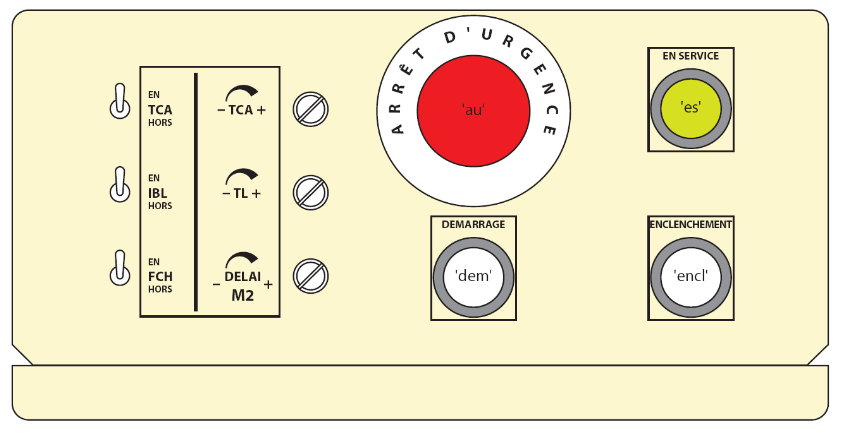 EN
TCA
HORS
– TCA +
EN
IBL
HORS
– TL +
EN
FCH
HORS
– DELAI +
M2
ARRÊT D'URGENCE
'au'
EN SERVICE
'es'
DEMARRAGE
'dem'
ENCLENCHEMENT
'encl'